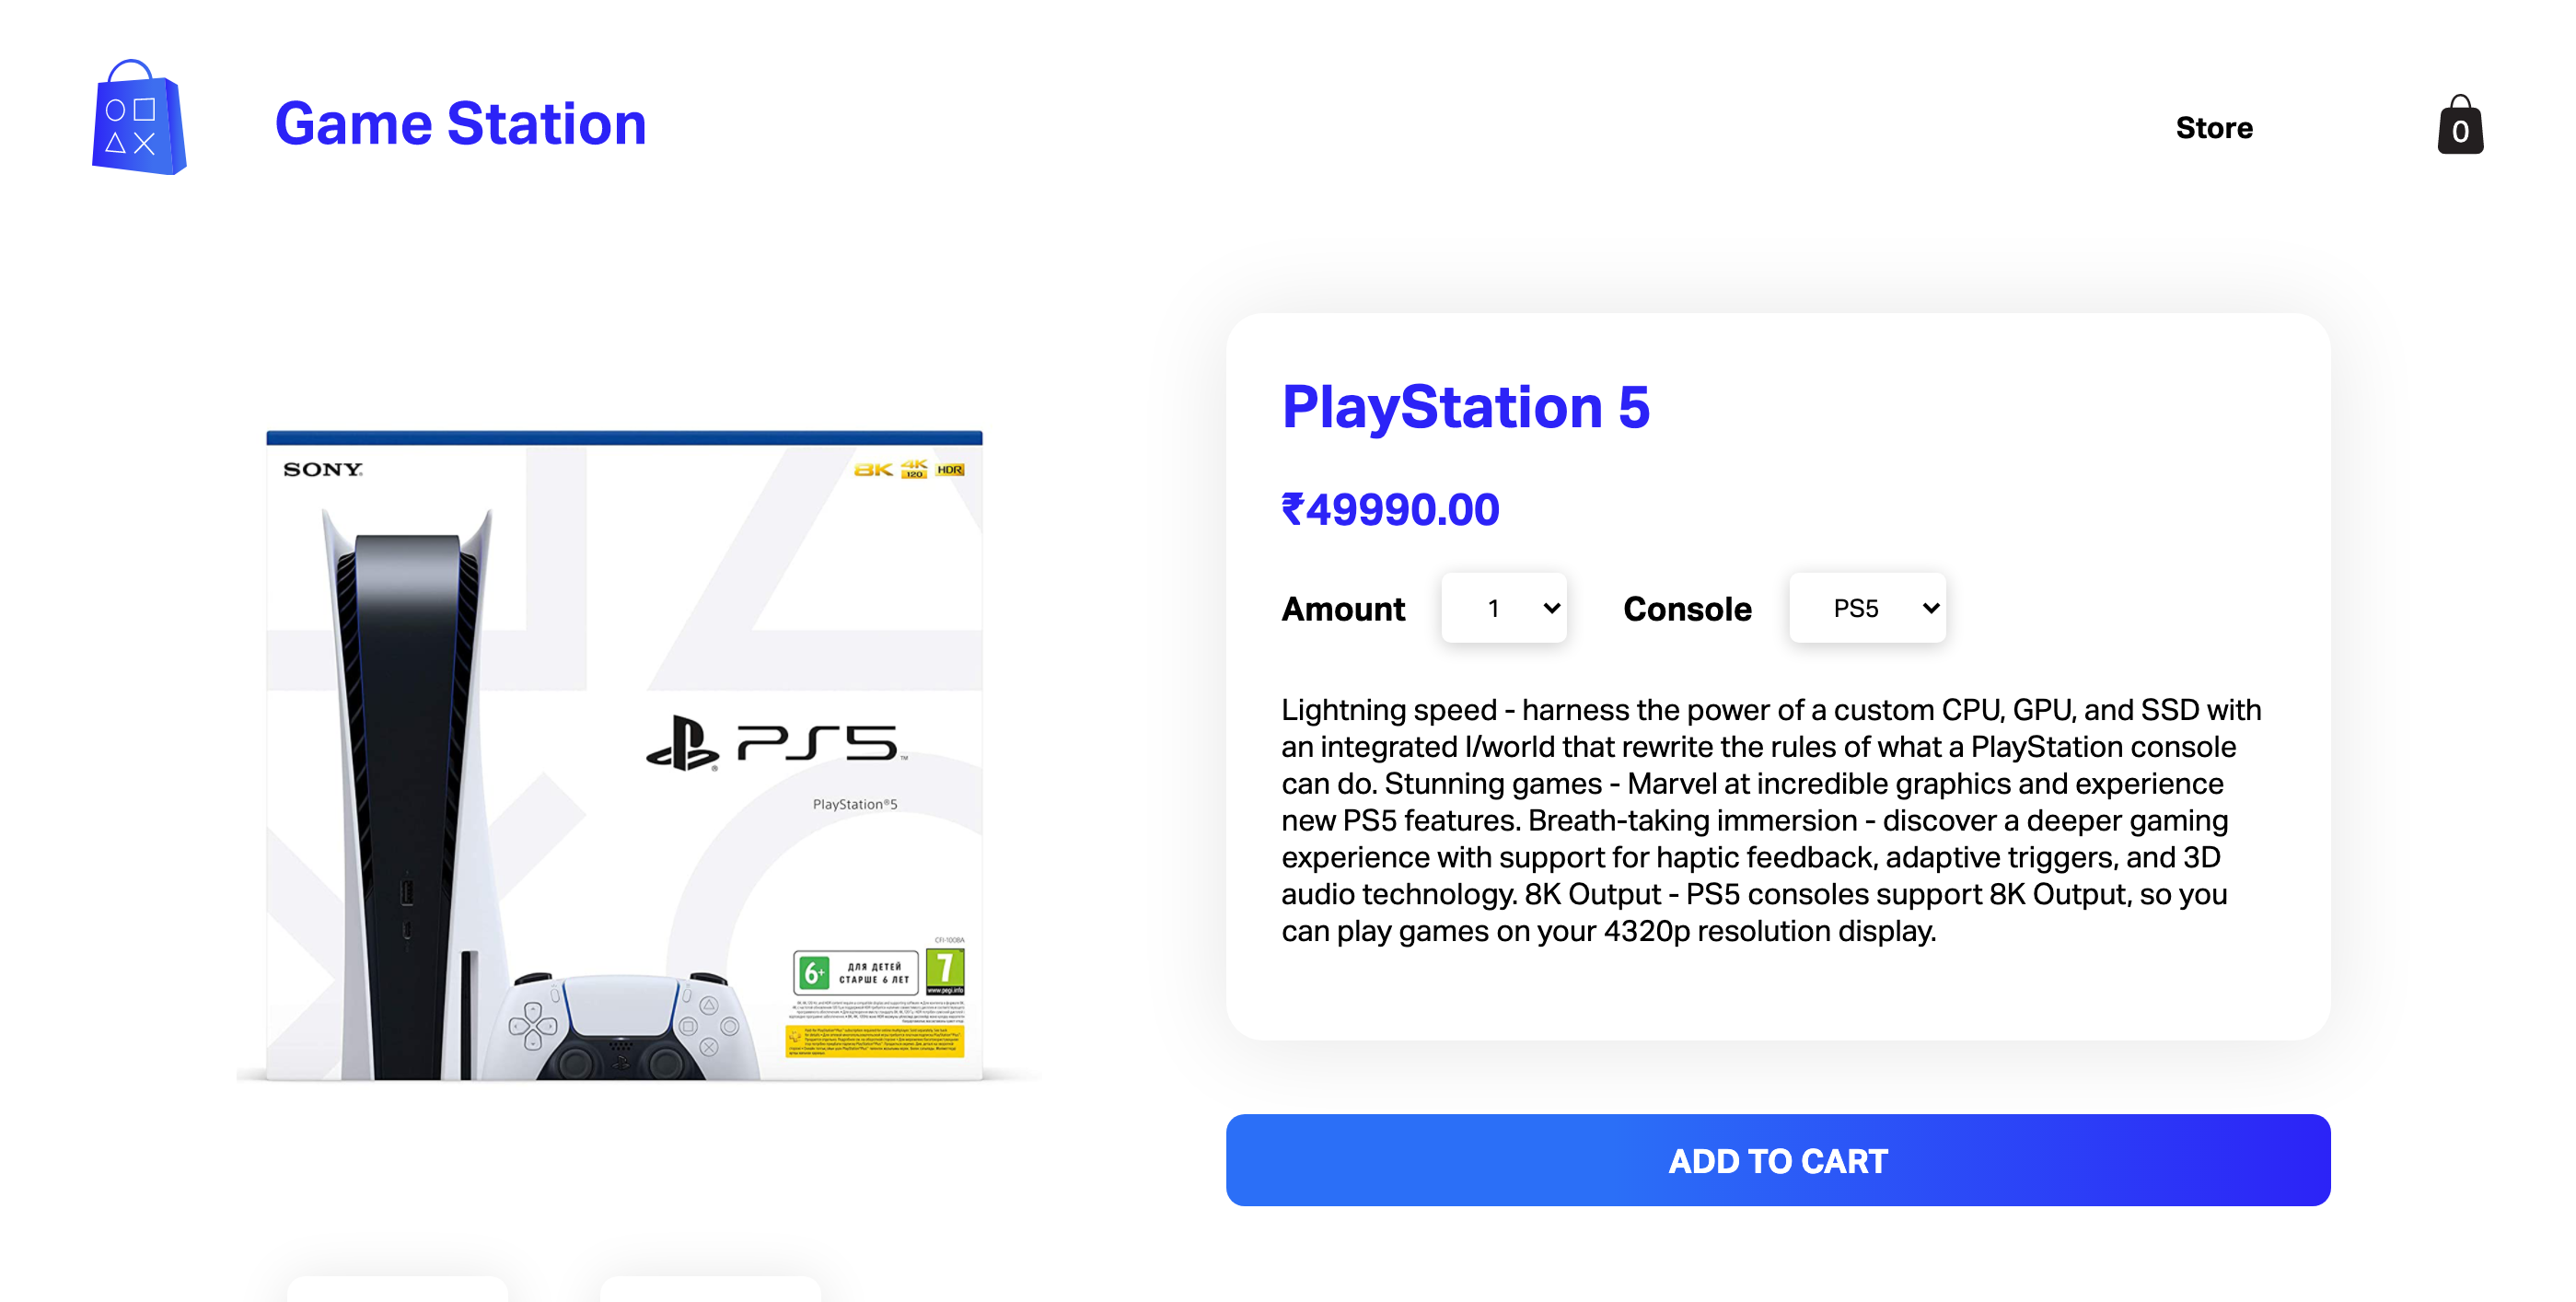 Game Station
Store
0
SONY
8K 4K 120 HDR
PS5
PlayStation®5
CFI-1008A
6+ ДЛЯ ДЕТЕЙ
СТАРШЕ 6 ЛЕТ
7
www.pegi.info
PlayStation 5
₹49990.00
Amount 1 Console PS5
Lightning speed - harness the power of a custom CPU, GPU, and SSD with
an integrated I/world that rewrite the rules of what a PlayStation console
can do. Stunning games - Marvel at incredible graphics and experience
new PS5 features. Breath-taking immersion - discover a deeper gaming
experience with support for haptic feedback, adaptive triggers, and 3D
audio technology. 8K Output - PS5 consoles support 8K Output, so you
can play games on your 4320p resolution display.
ADD TO CART